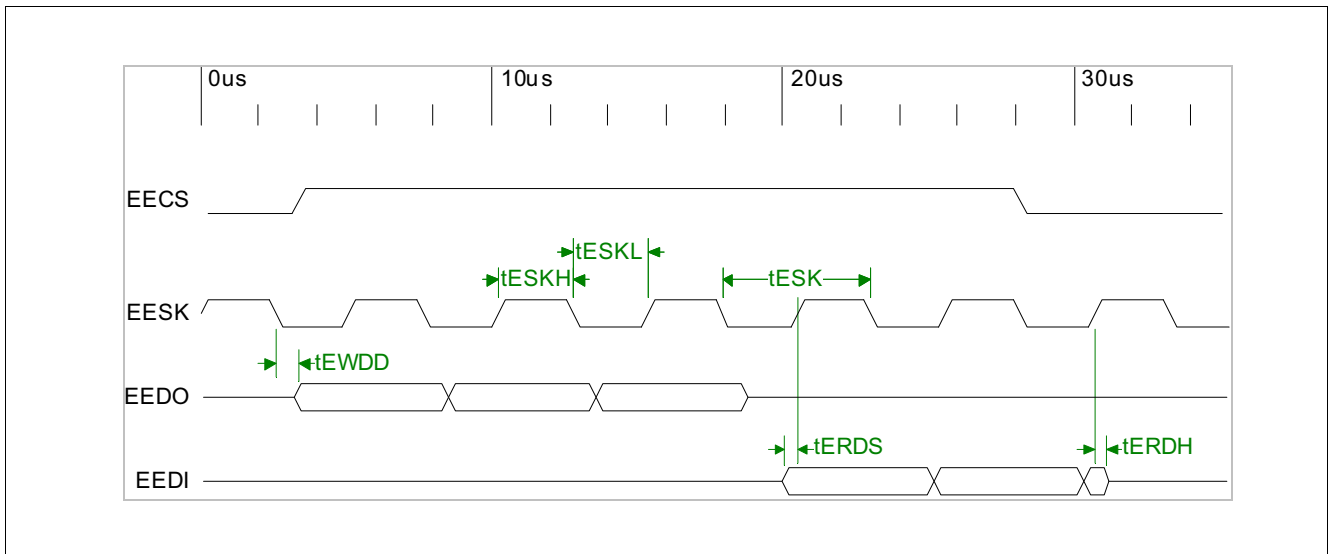 0us 10us 20us 30us
EECS
tESKL
tESKH tESK
EESK
tEWDD
EEDO
tERDS tERDH
EEDI